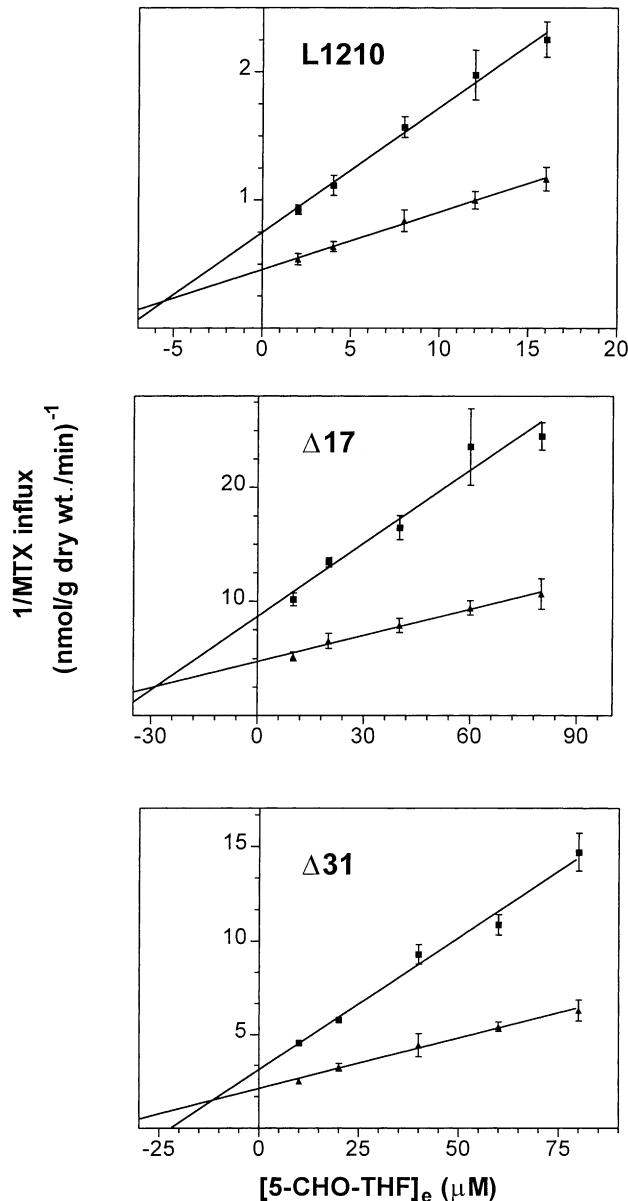 1/MTX influx
(nmol/g dry wt./min)⁻¹
L1210
2
1
-5 0 5 10 15 20
Δ17
20
10
-30 0 30 60 90
Δ31
15
10
5
-25 0 25 50 75
[5-CHO-THF]e (μM)